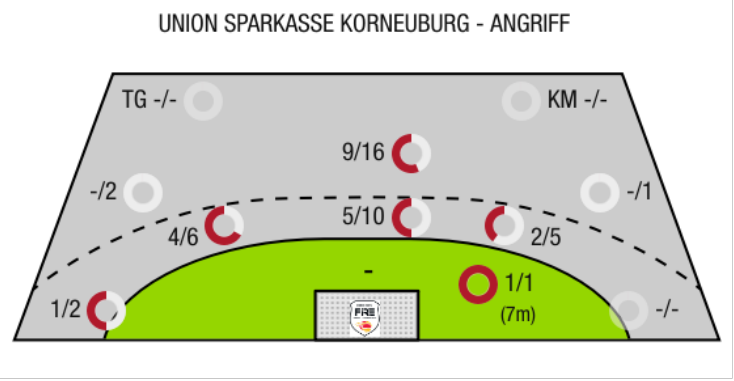 UNION SPARKASSE KORNEUBURG - ANGRIFF
TG -/-
KM -/-
9/16
-/2
-/1
4/6
5/10
2/5
-
1/1
(7m)
1/2
FIRE
-/-